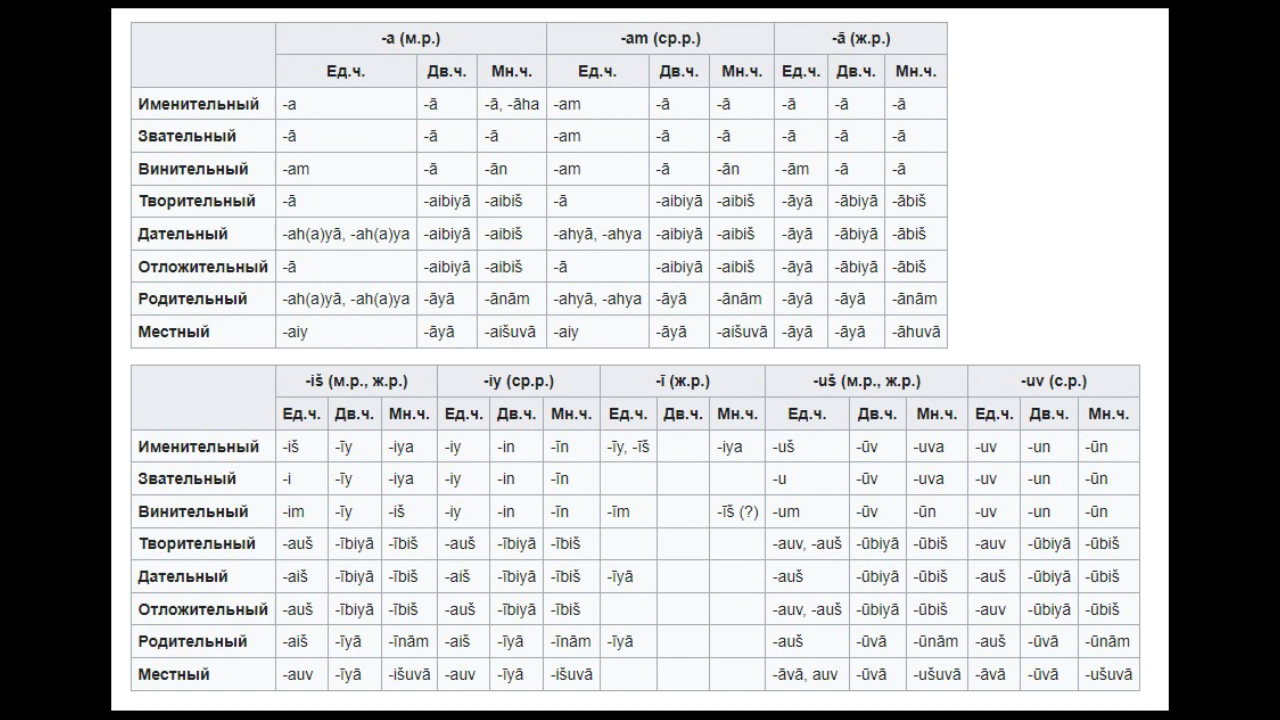 -a (м.р.) -am (ср.р.) -ā (ж.р.)
Ед.ч. Дв.ч. Мн.ч. Ед.ч. Дв.ч. Мн.ч. Ед.ч. Дв.ч. Мн.ч.
Именительный -a -ā -ā, -āha -am -ā -ā -ā -ā -ā
Звательный -ā -ā -ā -am -ā -ā -ā -ā -ā
Винительный -am -ā -ān -am -ā -ān -ām -ā -ā
Творительный -ā -aibiyā -aibiš -ā -aibiyā -aibiš -āyā -ābiyā -ābiš
Дательный -ah(a)yā, -ah(a)ya -aibiyā -aibiš -ahyā, -ahya -aibiyā -aibiš -āyā -ābiyā -ābiš
Отложительный -ā -aibiyā -aibiš -ā -aibiyā -aibiš -āyā -ābiyā -ābiš
Родительный -ah(a)yā, -ah(a)ya -āyā -ānām -ahyā, -ahya -āyā -ānām -āyā -āyā -ānām
Местный -aiy -āyā -aišuvā -aiy -āyā -aišuvā -āyā -āyā -āhuvā
-iš (м.р., ж.р.) -iy (ср.р.) -ī (ж.р.) -uš (м.р., ж.р.) -uv (с.р.)
Ед.ч. Дв.ч. Мн.ч. Ед.ч. Дв.ч. Мн.ч. Ед.ч. Дв.ч. Мн.ч. Ед.ч. Дв.ч. Мн.ч. Ед.ч. Дв.ч. Мн.ч.
Именительный -iš -īy -iya -iy -in -īn -īy, -īš -iya -uš -ūv -uva -uv -un -ūn
Звательный -i -īy -iya -iy -in -īn -u -ūv -uva -uv -un -ūn
Винительный -im -īy -iš -iy -in -īn -īm -īš (?) -um -ūv -ūn -uv -un -ūn
Творительный -auš -ībiyā -ībiš -auš -ībiyā -ībiš -auv, -auš -ūbiyā -ūbiš -auv -ūbiyā -ūbiš
Дательный -aiš -ībiyā -ībiš -aiš -ībiyā -ībiš -īyā -auš -ūbiyā -ūbiš -auš -ūbiyā -ūbiš
Отложительный -auš -ībiyā -ībiš -auš -ībiyā -ībiš -auv, -auš -ūbiyā -ūbiš -auv -ūbiyā -ūbiš
Родительный -aiš -īyā -īnām -aiš -īyā -īnām -īyā -auš -ūvā -ūnām -auš -ūvā -ūnām
Местный -auv -īyā -išuvā -auv -īyā -išuvā -āvā, auv -ūvā -ušuvā -āvā -ūvā -ušuvā